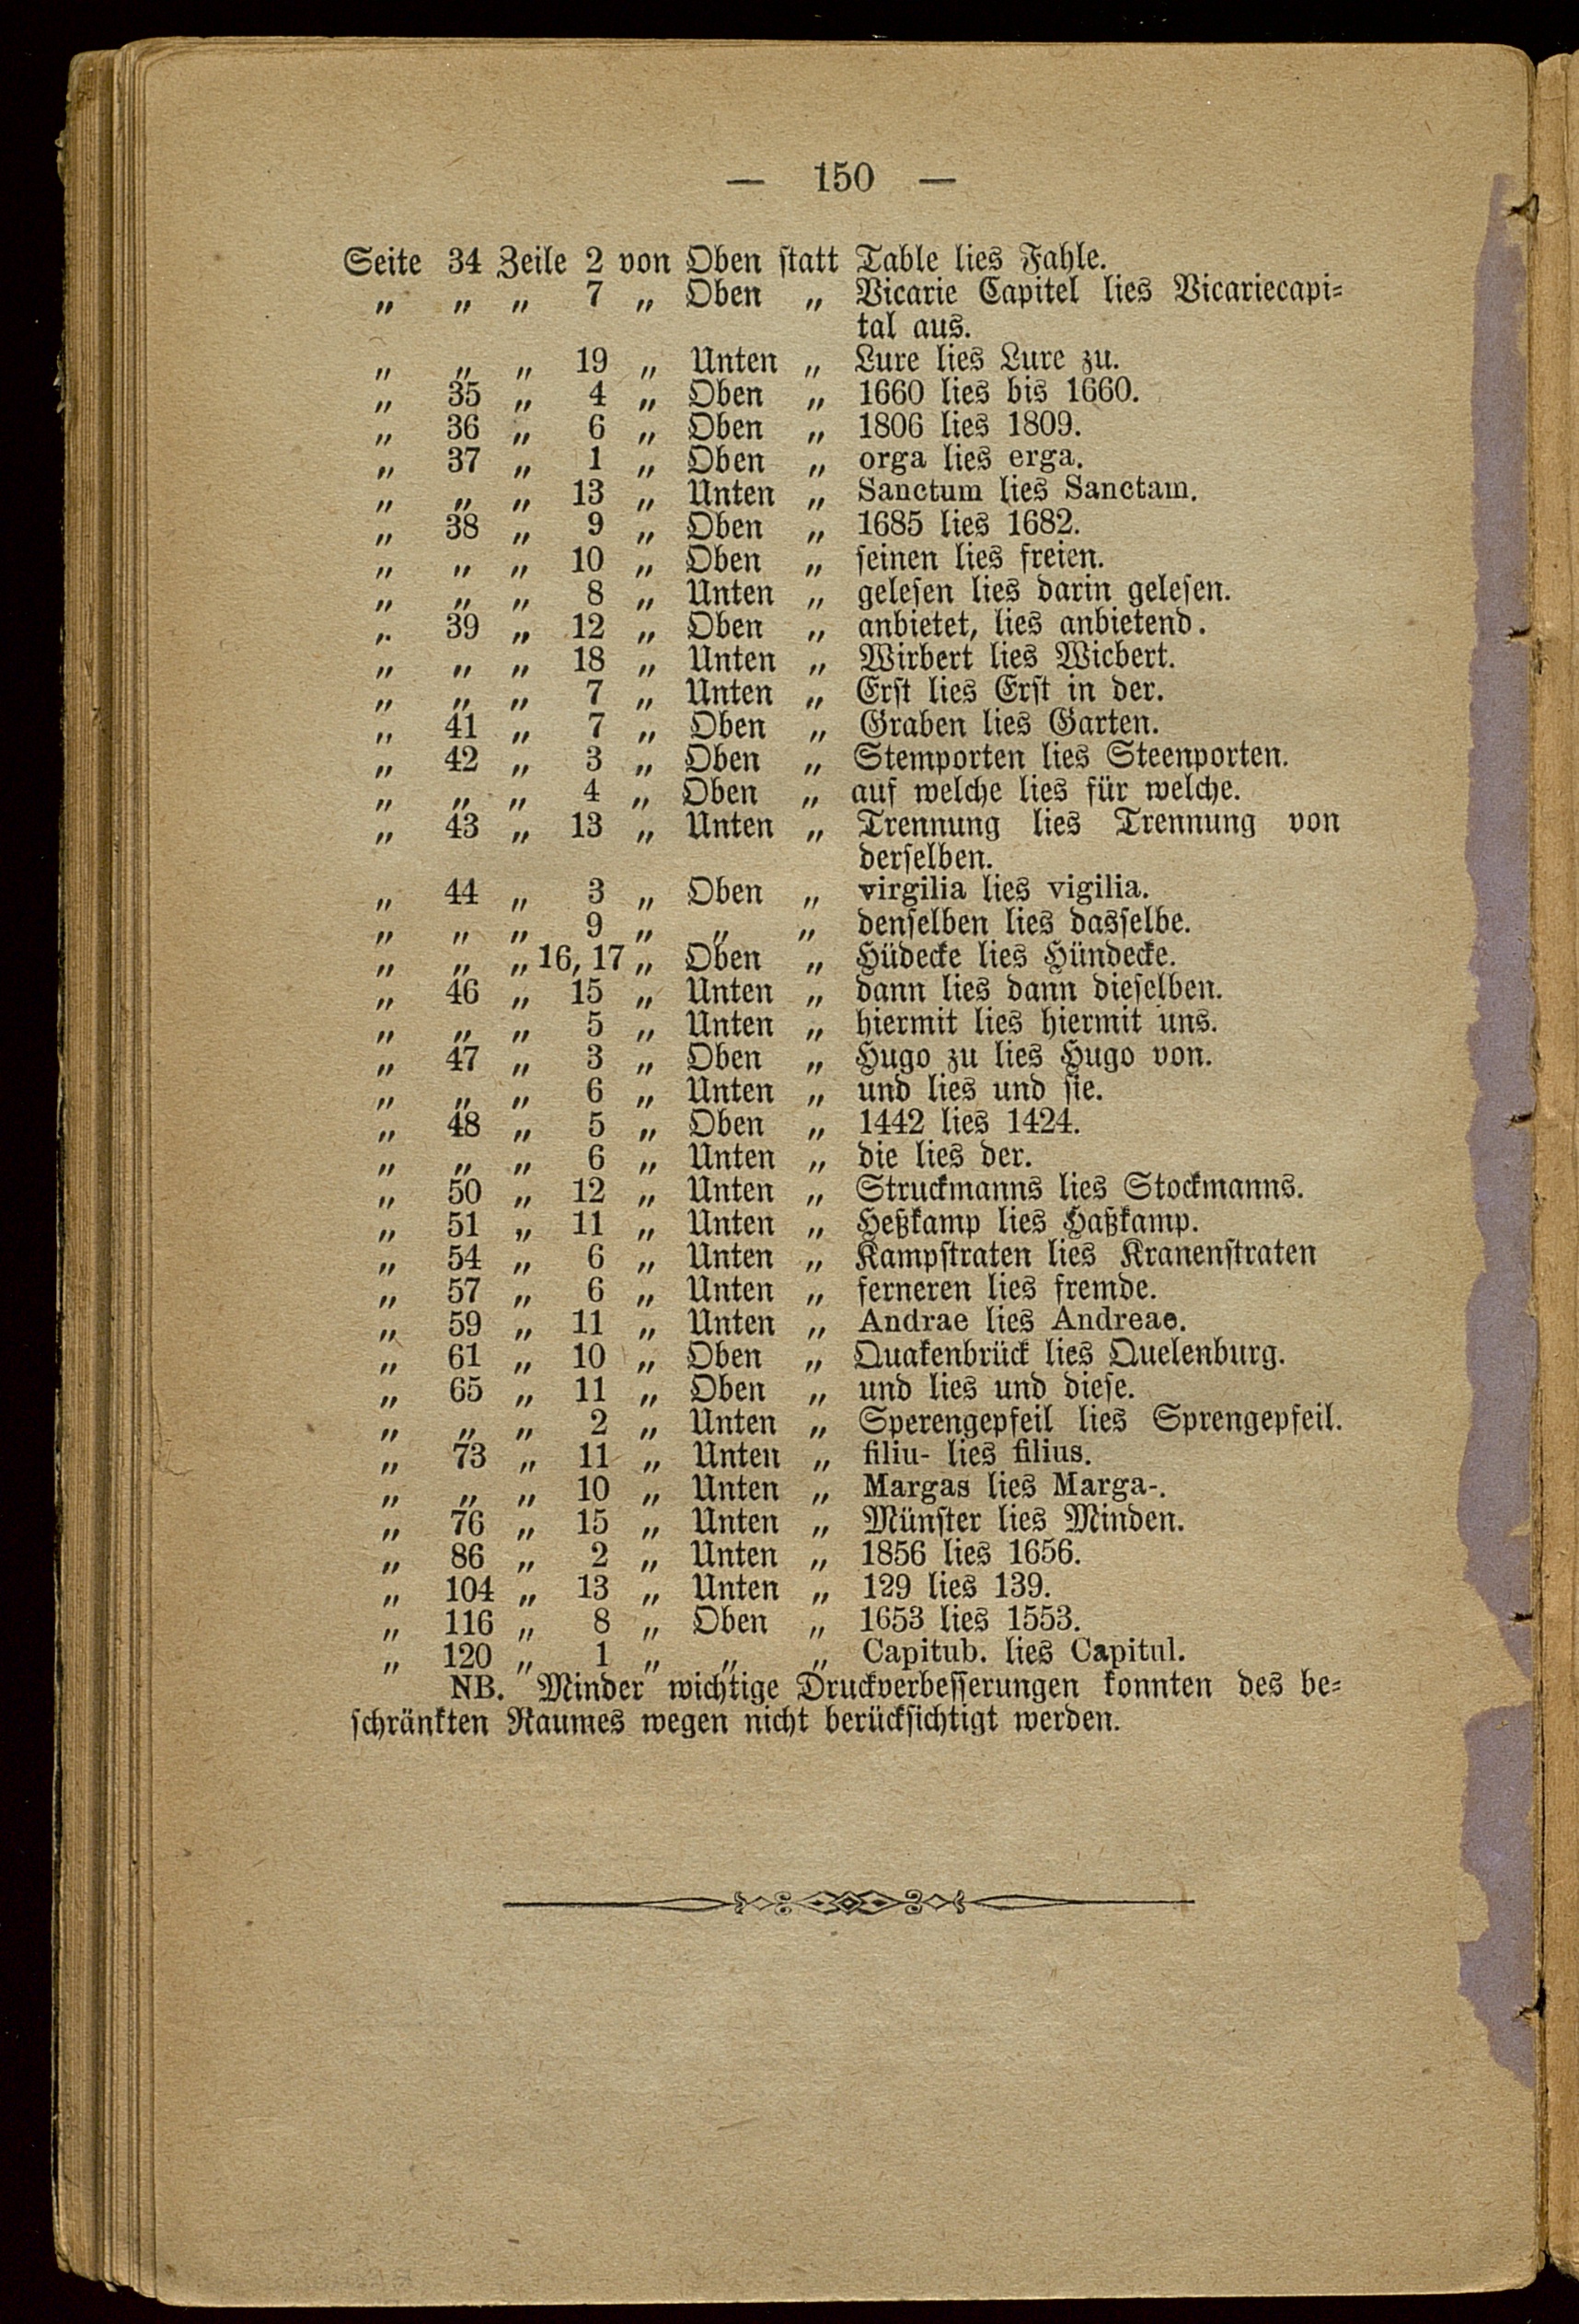 — 150 —
Seite 34 Zeile 2 von Oben statt Table lies Fahle.
„ „ „ 7 „ Oben „ Vicarie Capitel lies Vicariecapi-
tal aus.
„ „ „ 19 „ Unten „ Lure lies Lure zu.
„ 35 „ 4 „ Oben „ 1660 lies bis 1660.
„ 36 „ 6 „ Oben „ 1806 lies 1809.
„ 37 „ 1 „ Oben „ orga lies erga.
„ „ „ 13 „ Unten „ Sanctum lies Sanctam.
„ 38 „ 9 „ Oben „ 1685 lies 1682.
„ „ „ 10 „ Oben „ seinen lies freien.
„ „ „ 8 „ Unten „ gelesen lies darin gelesen.
„ 39 „ 12 „ Oben „ anbietet, lies anbietend.
„ „ „ 18 „ Unten „ Wirbert lies Wicbert.
„ „ „ 7 „ Unten „ Erst lies Erst in der.
„ 41 „ 7 „ Oben „ Graben lies Garten.
„ 42 „ 3 „ Oben „ Stemporten lies Steenporten.
„ „ „ 4 „ Oben „ auf welche lies für welche.
„ 43 „ 13 „ Unten „ Trennung lies Trennung von
derselben.
„ 44 „ 3 „ Oben „ virgilia lies vigilia.
„ „ „ 9 „ „ „ denselben lies dasselbe.
„ „ „ 16, 17 „ Oben „ Hüdecke lies Hündecke.
„ 46 „ 15 „ Unten „ dann lies dann dieselben.
„ „ „ 5 „ Unten „ hiermit lies hiermit uns.
„ 47 „ 3 „ Oben „ Hugo zu lies Hugo von.
„ „ „ 6 „ Unten „ und lies und sie.
„ 48 „ 5 „ Oben „ 1442 lies 1424.
„ „ „ 6 „ Unten „ die lies der.
„ 50 „ 12 „ Unten „ Struckmanns lies Stockmanns.
„ 51 „ 11 „ Unten „ Heßkamp lies Haßkamp.
„ 54 „ 6 „ Unten „ Kampstraten lies Kranenstraten
„ 57 „ 6 „ Unten „ ferneren lies fremde.
„ 59 „ 11 „ Unten „ Andrae lies Andreae.
„ 61 „ 10 „ Oben „ Quakenbrück lies Quelenburg.
„ 65 „ 11 „ Oben „ und lies und diese.
„ „ „ 2 „ Unten „ Sperengepfeil lies Sprengepfeil.
„ 73 „ 11 „ Unten „ filiu- lies filius.
„ „ „ 10 „ Unten „ Margas lies Marga-.
„ 76 „ 15 „ Unten „ Münster lies Minden.
„ 86 „ 2 „ Unten „ 1856 lies 1656.
„ 104 „ 13 „ Unten „ 129 lies 139.
„ 116 „ 8 „ Oben „ 1653 lies 1553.
„ 120 „ 1 „ „ „ Capitub. lies Capitul.
NB. Minder wichtige Druckverbesserungen konnten des be-
schränkten Raumes wegen nicht berücksichtigt werden.